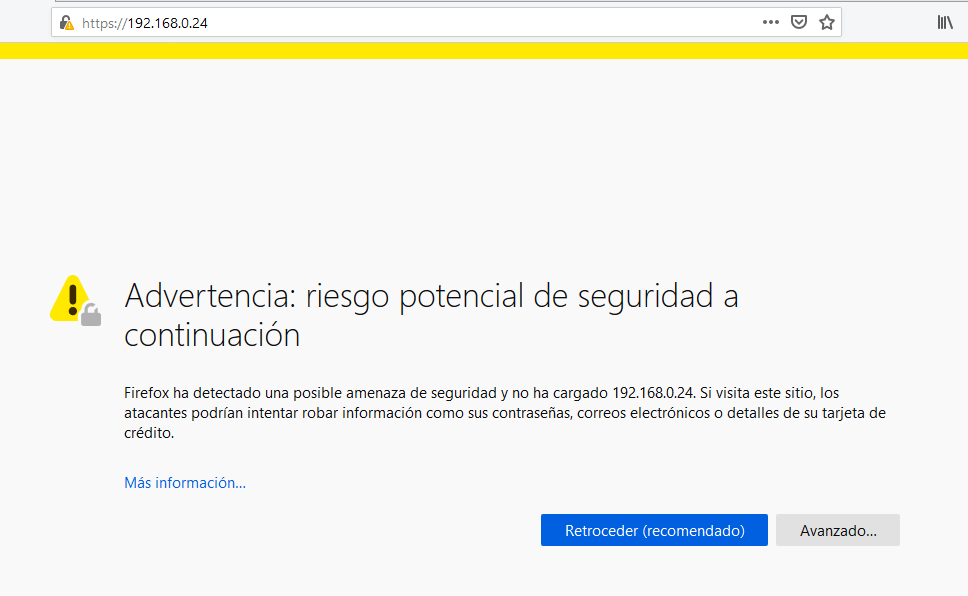 https://192.168.0.24
Advertencia: riesgo potencial de seguridad a
continuación
Firefox ha detectado una posible amenaza de seguridad y no ha cargado 192.168.0.24. Si visita este sitio, los
atacantes podrían intentar robar información como sus contraseñas, correos electrónicos o detalles de su tarjeta de
crédito.
Más información...
Retroceder (recomendado) Avanzado...